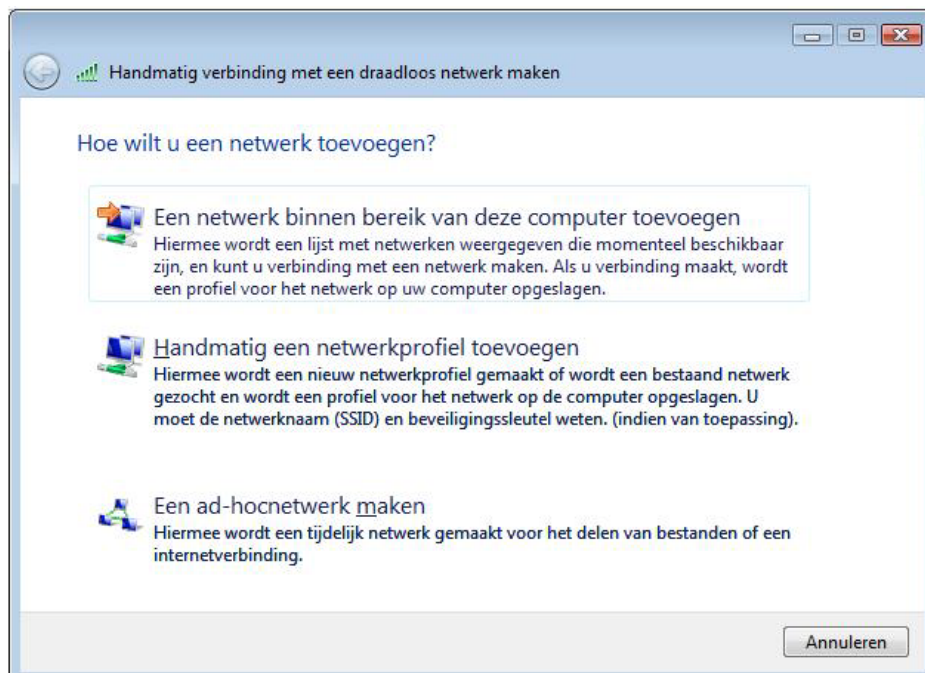 Handmatig verbinding met een draadloos netwerk maken
Hoe wilt u een netwerk toevoegen?
Een netwerk binnen bereik van deze computer toevoegen
Hiermee wordt een lijst met netwerken weergegeven die momenteel beschikbaar
zijn, en kunt u verbinding met een netwerk maken. Als u verbinding maakt, wordt
een profiel voor het netwerk op uw computer opgeslagen.
Handmatig een netwerkprofiel toevoegen
Hiermee wordt een nieuw netwerkprofiel gemaakt of wordt een bestaand netwerk
gezocht en wordt een profiel voor het netwerk op de computer opgeslagen. U
moet de netwerknaam (SSID) en beveiligingssleutel weten. (indien van toepassing).
Een ad-hocnetwerk maken
Hiermee wordt een tijdelijk netwerk gemaakt voor het delen van bestanden of een
internetverbinding.
Annuleren